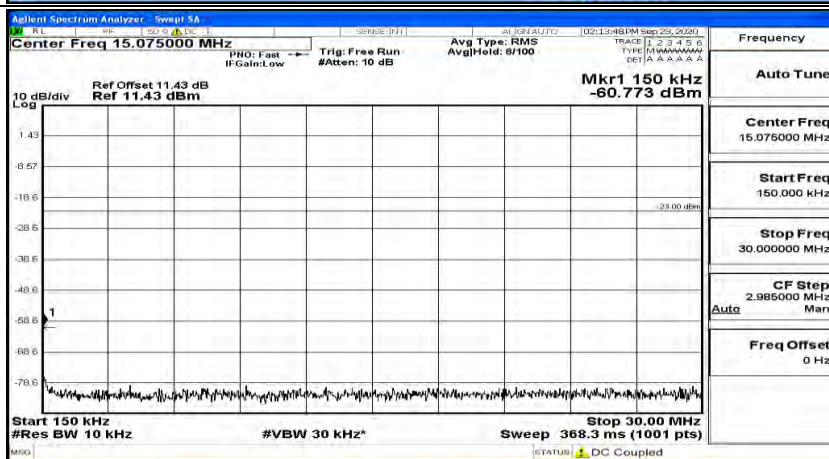 Agilent Spectrum Analyzer - Swept SA
RL RF 50 Ω DC SENSE:INT ALIGN AUTO 02:13:48 PM Sep 23, 2020
Center Freq 15.075000 MHz
PNO: Fast
IFGain:Low
Trig: Free Run
#Atten: 10 dB
Avg Type: RMS
Avg|Hold: 8/100
TRACE 1 2 3 4 5 6
TYPE MWWWWW
DET A A A A A A
Ref Offset 11.43 dB
10 dB/div Ref 11.43 dBm
Log
Mkr1 150 kHz
-60.773 dBm
1.43
-8.57
-18.6
-23.00 dBm
-28.6
-38.6
-48.6
1
-58.6
-68.6
-78.6
Start 150 kHz
Stop 30.00 MHz
#Res BW 10 kHz
#VBW 30 kHz*
Sweep 368.3 ms (1001 pts)
MSG
STATUS DC Coupled
Frequency
Auto Tune
Center Freq
15.075000 MHz
Start Freq
150.000 kHz
Stop Freq
30.000000 MHz
CF Step
2.985000 MHz
Auto Man
Freq Offset
0 Hz